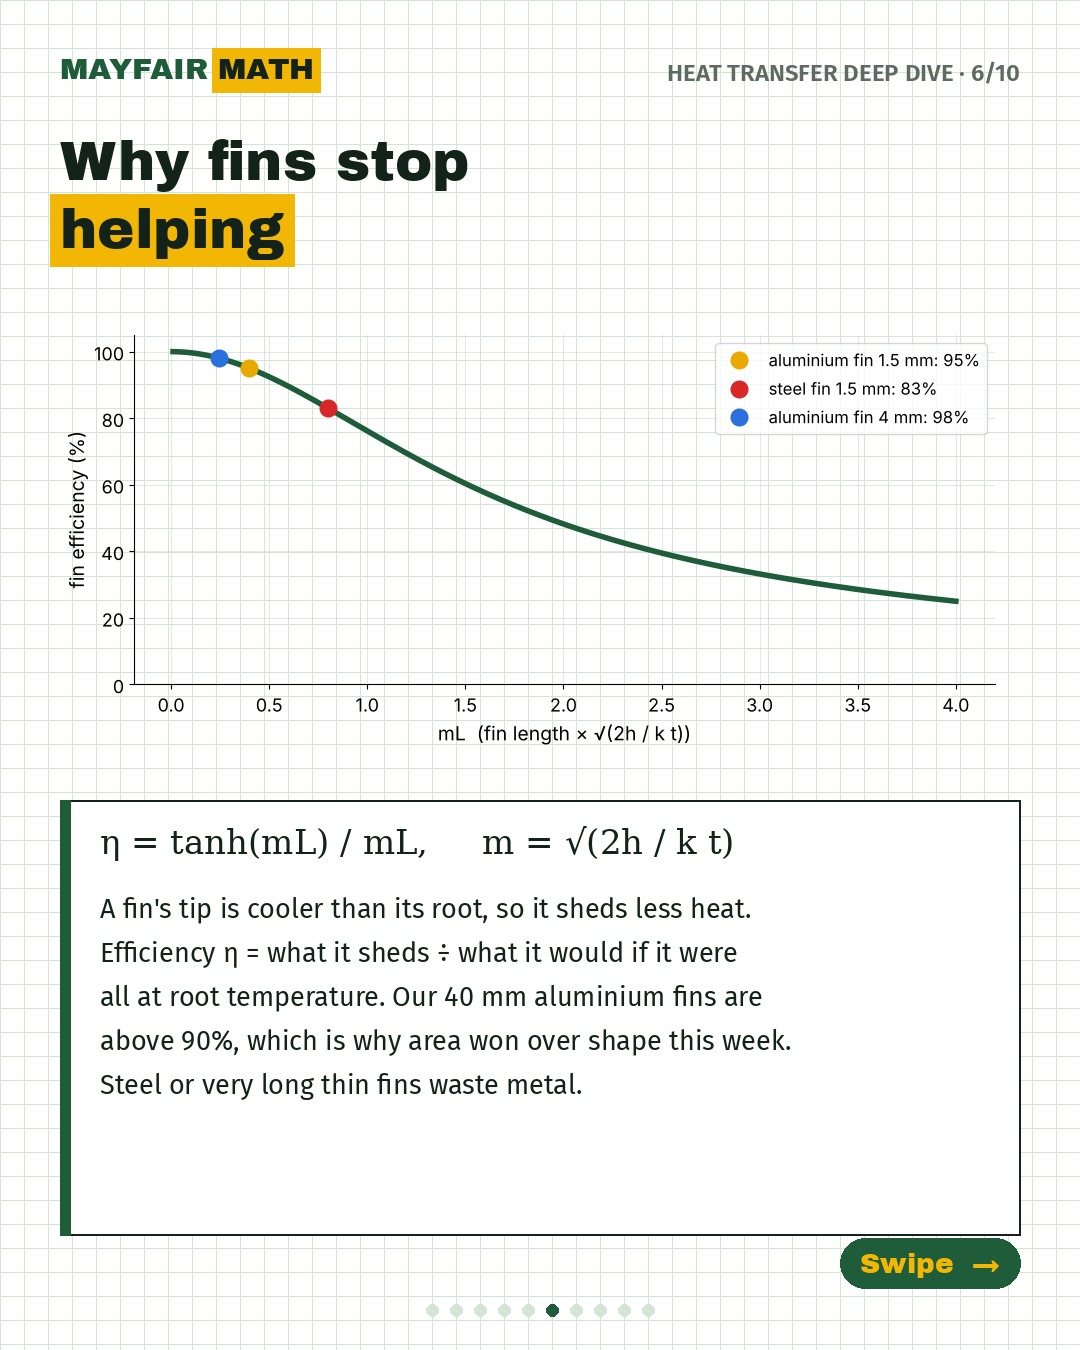 MAYFAIR MATH
HEAT TRANSFER DEEP DIVE · 6/10
Why fins stop
helping
100
80
60
40
20
0
fin efficiency (%)
aluminium fin 1.5 mm: 95%
steel fin 1.5 mm: 83%
aluminium fin 4 mm: 98%
0.0 0.5 1.0 1.5 2.0 2.5 3.0 3.5 4.0
mL (fin length × √(2h / k t))
η = tanh(mL) / mL, m = √(2h / k t)
A fin's tip is cooler than its root, so it sheds less heat.
Efficiency η = what it sheds ÷ what it would if it were
all at root temperature. Our 40 mm aluminium fins are
above 90%, which is why area won over shape this week.
Steel or very long thin fins waste metal.
Swipe →